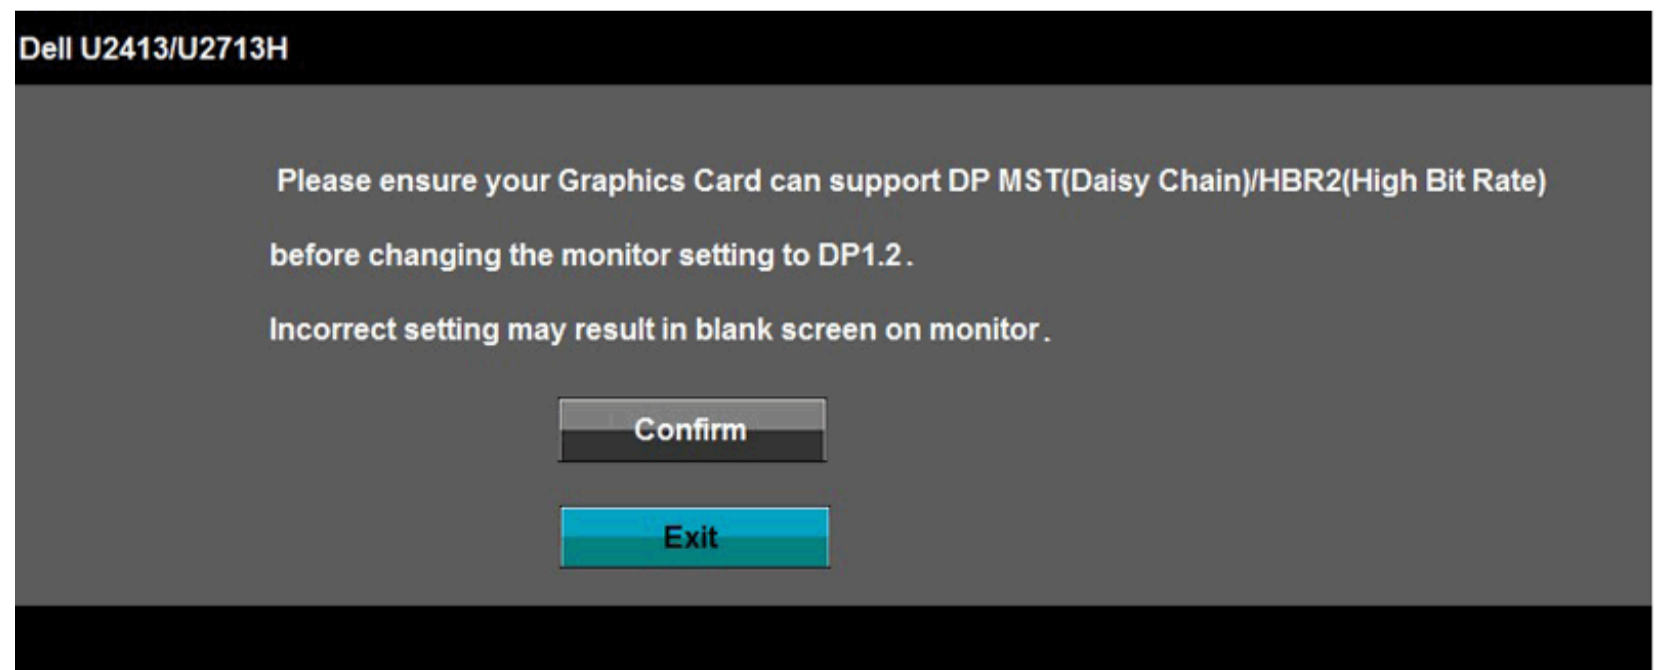 Dell U2413/U2713H
Please ensure your Graphics Card can support DP MST(Daisy Chain)/HBR2(High Bit Rate)
before changing the monitor setting to DP1.2.
Incorrect setting may result in blank screen on monitor.
Confirm
Exit